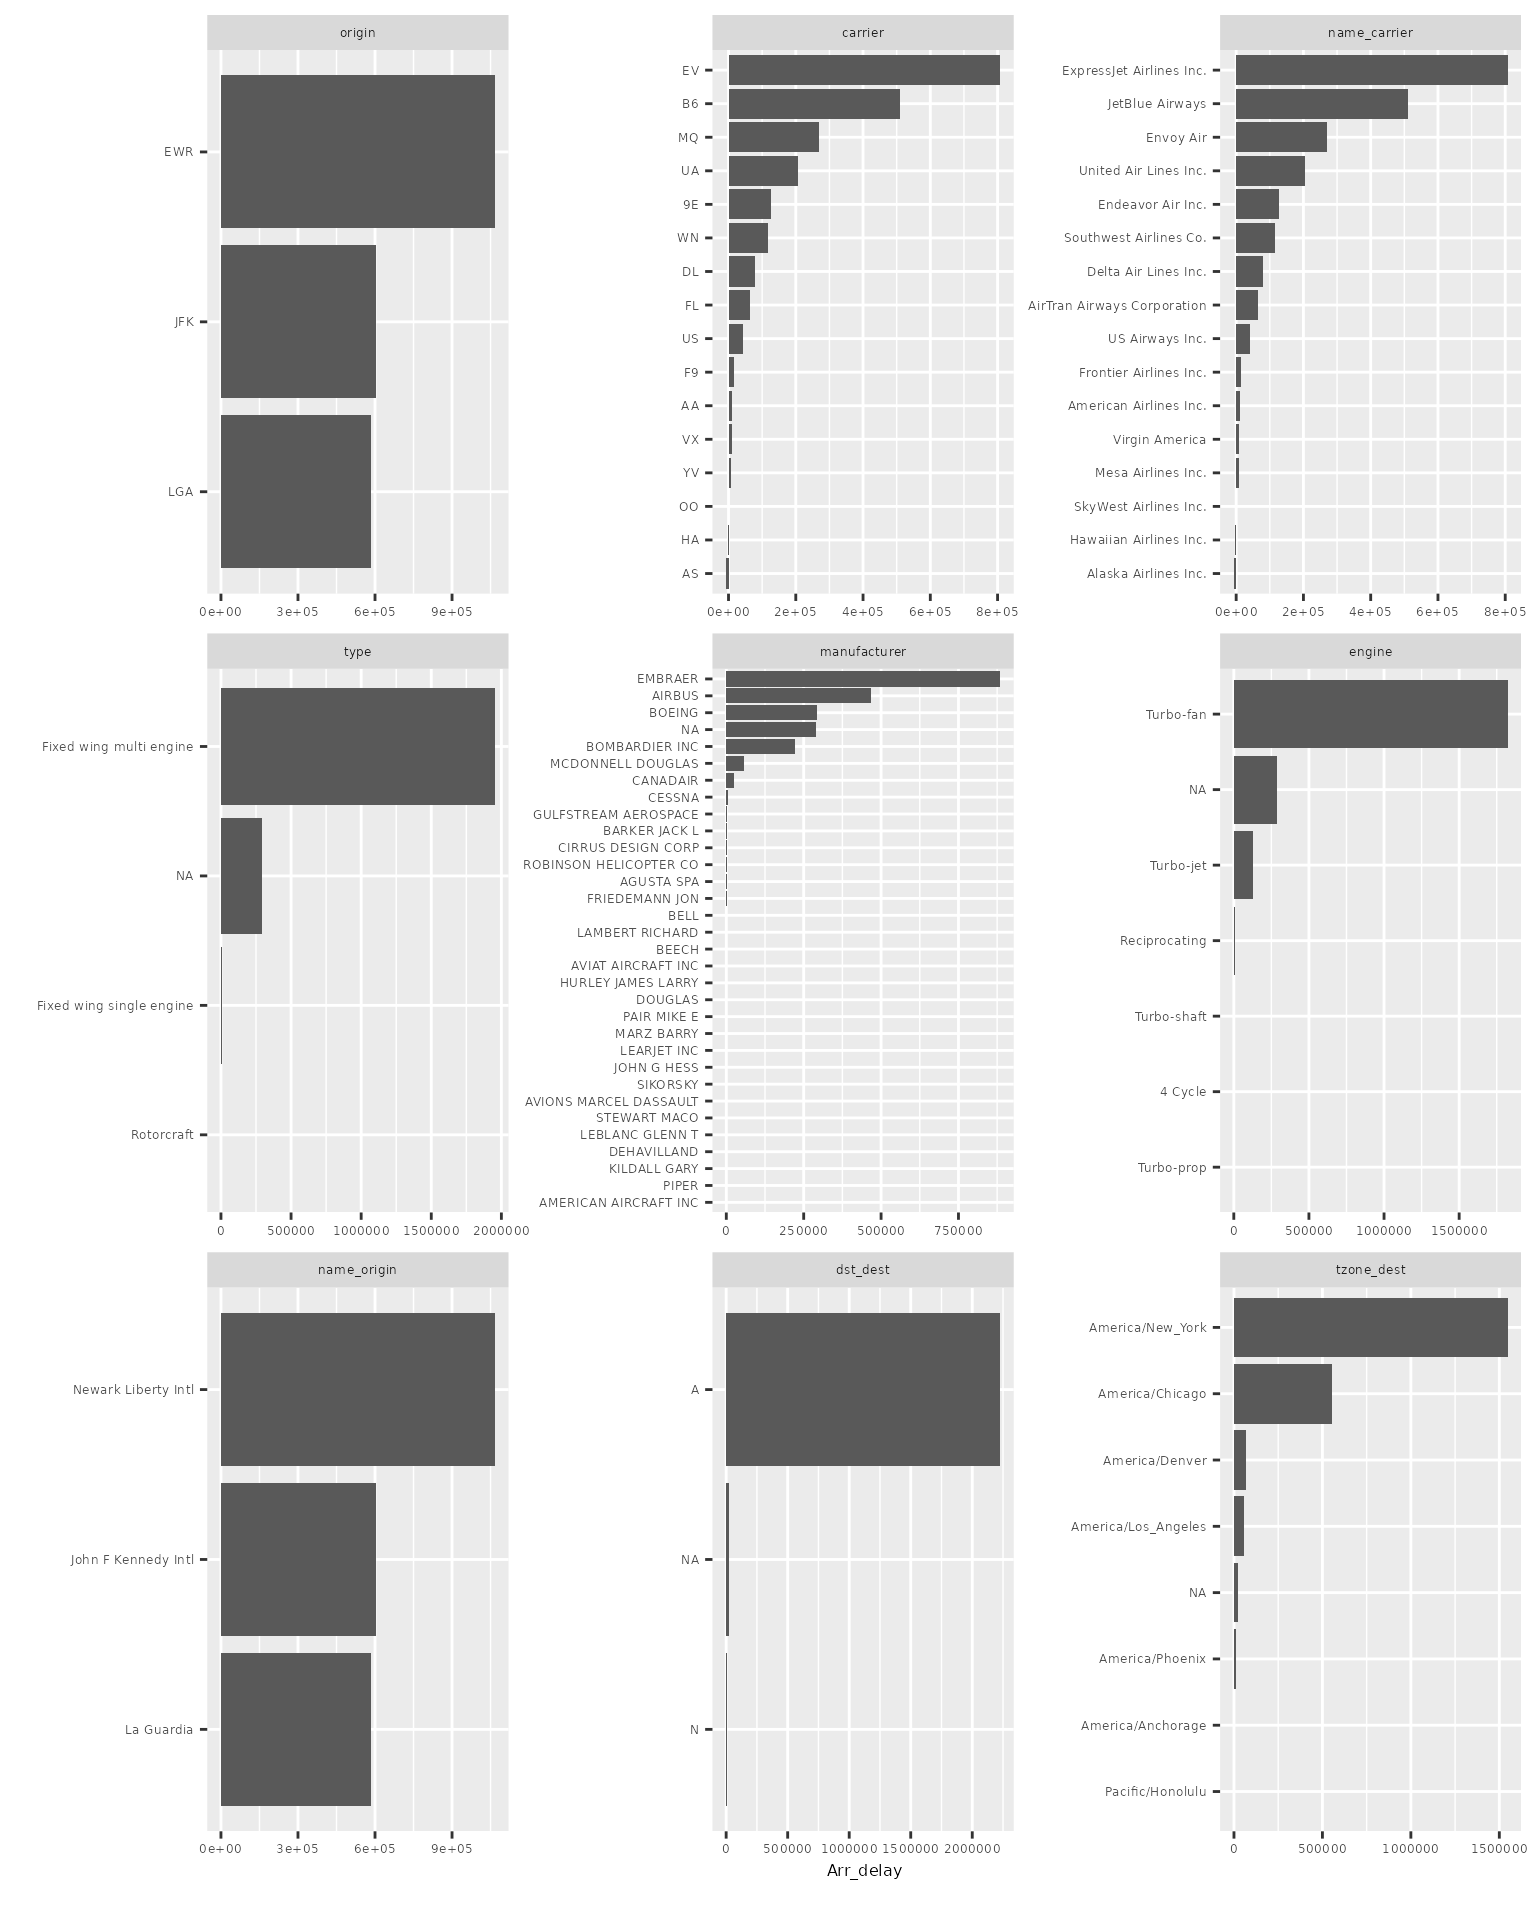 origin
EWR
JFK
LGA
0e+00 3e+05 6e+05 9e+05
carrier
EV
B6
MQ
UA
9E
WN
DL
FL
US
F9
AA
VX
YV
OO
HA
AS
0e+00 2e+05 4e+05 6e+05 8e+05
name_carrier
ExpressJet Airlines Inc.
JetBlue Airways
Envoy Air
United Air Lines Inc.
Endeavor Air Inc.
Southwest Airlines Co.
Delta Air Lines Inc.
AirTran Airways Corporation
US Airways Inc.
Frontier Airlines Inc.
American Airlines Inc.
Virgin America
Mesa Airlines Inc.
SkyWest Airlines Inc.
Hawaiian Airlines Inc.
Alaska Airlines Inc.
0e+00 2e+05 4e+05 6e+05 8e+05
type
Fixed wing multi engine
NA
Fixed wing single engine
Rotorcraft
0 500000 1000000 1500000 2000000
manufacturer
EMBRAER
AIRBUS
BOEING
NA
BOMBARDIER INC
MCDONNELL DOUGLAS
CANADAIR
CESSNA
GULFSTREAM AEROSPACE
BARKER JACK L
CIRRUS DESIGN CORP
ROBINSON HELICOPTER CO
AGUSTA SPA
FRIEDEMANN JON
BELL
LAMBERT RICHARD
BEECH
AVIAT AIRCRAFT INC
HURLEY JAMES LARRY
DOUGLAS
PAIR MIKE E
MARZ BARRY
LEARJET INC
JOHN G HESS
SIKORSKY
AVIONS MARCEL DASSAULT
STEWART MACO
LEBLANC GLENN T
DEHAVILLAND
KILDALL GARY
PIPER
AMERICAN AIRCRAFT INC
0 250000 500000 750000
engine
Turbo-fan
NA
Turbo-jet
Reciprocating
Turbo-shaft
4 Cycle
Turbo-prop
0 500000 1000000 1500000
name_origin
Newark Liberty Intl
John F Kennedy Intl
La Guardia
0e+00 3e+05 6e+05 9e+05
dst_dest
A
NA
N
0 500000 1000000 1500000 2000000
tzone_dest
America/New_York
America/Chicago
America/Denver
America/Los_Angeles
NA
America/Phoenix
America/Anchorage
Pacific/Honolulu
0 500000 1000000 1500000
Arr_delay